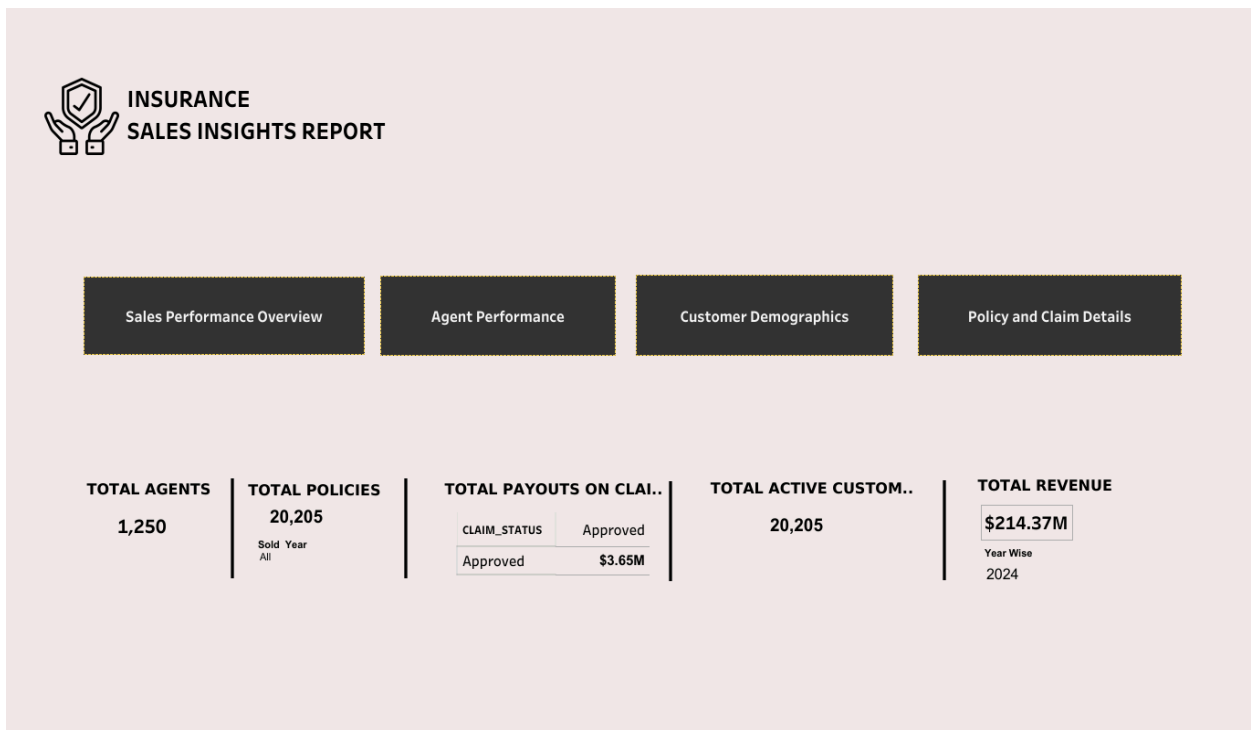 INSURANCE
SALES INSIGHTS REPORT
Sales Performance Overview
Agent Performance
Customer Demographics
Policy and Claim Details
TOTAL AGENTS
1,250
TOTAL POLICIES
20,205
Sold Year
All
TOTAL PAYOUTS ON CLAI..
CLAIM_STATUS Approved
Approved $3.65M
TOTAL ACTIVE CUSTOM..
20,205
TOTAL REVENUE
$214.37M
Year Wise
2024